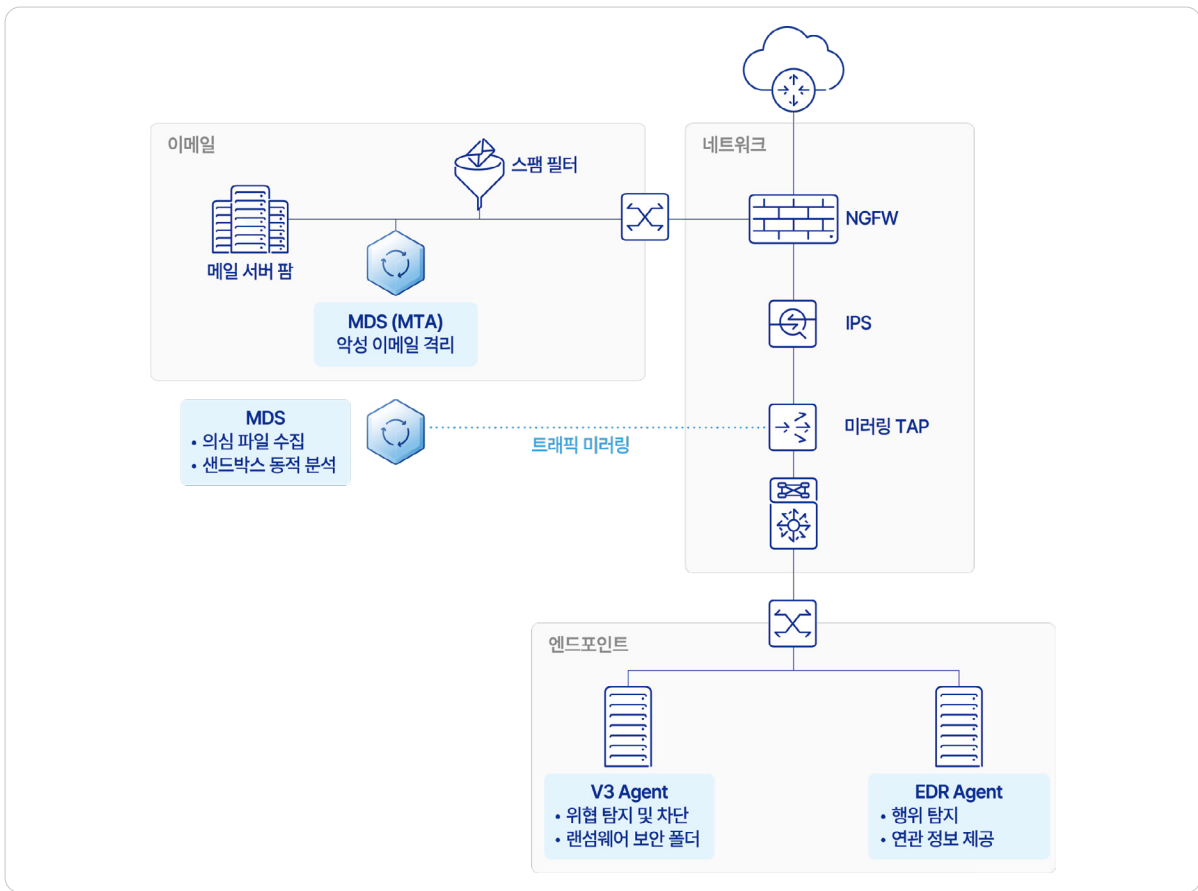 이메일
스팸 필터
메일 서버 팜
MDS (MTA)
악성 이메일 격리
네트워크
NGFW
IPS
미러링 TAP
MDS
• 의심 파일 수집
• 샌드박스 동적 분석
트래픽 미러링
엔드포인트
V3 Agent
• 위협 탐지 및 차단
• 랜섬웨어 보안 폴더
EDR Agent
• 행위 탐지
• 연관 정보 제공